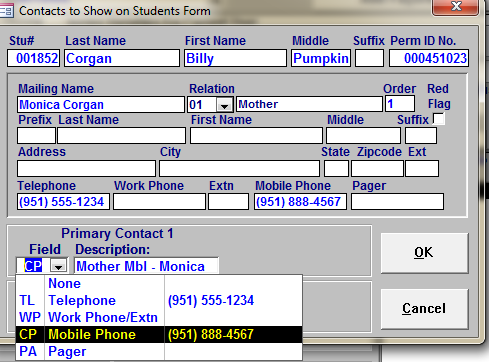 Contacts to Show on Students Form
Stu# Last Name First Name Middle Suffix Perm ID No.
001852 Corgan Billy Pumpkin 000451023
Mailing Name Relation Order Red
Monica Corgan 01 Mother 1 Flag
Prefix Last Name First Name Middle Suffix
Address City State Zipcode Ext
Telephone Work Phone Extn Mobile Phone Pager
(951) 555-1234 (951) 888-4567
Primary Contact 1
Field Description:
CP Mother Mbl - Monica
OK
None
TL Telephone (951) 555-1234
WP Work Phone/Extn
Cancel
CP Mobile Phone (951) 888-4567
PA Pager